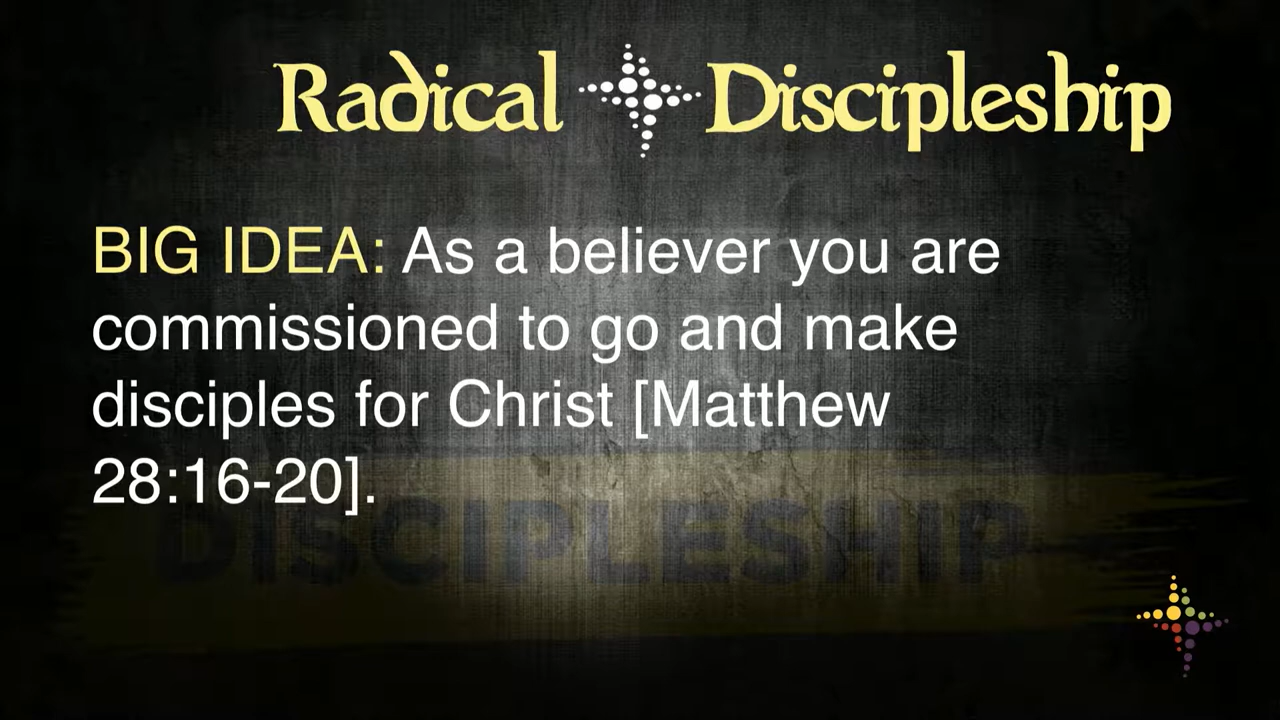 Radical Discipleship
BIG IDEA: As a believer you are
commissioned to go and make
disciples for Christ [Matthew
28:16-20].
DISCIPLESHIP